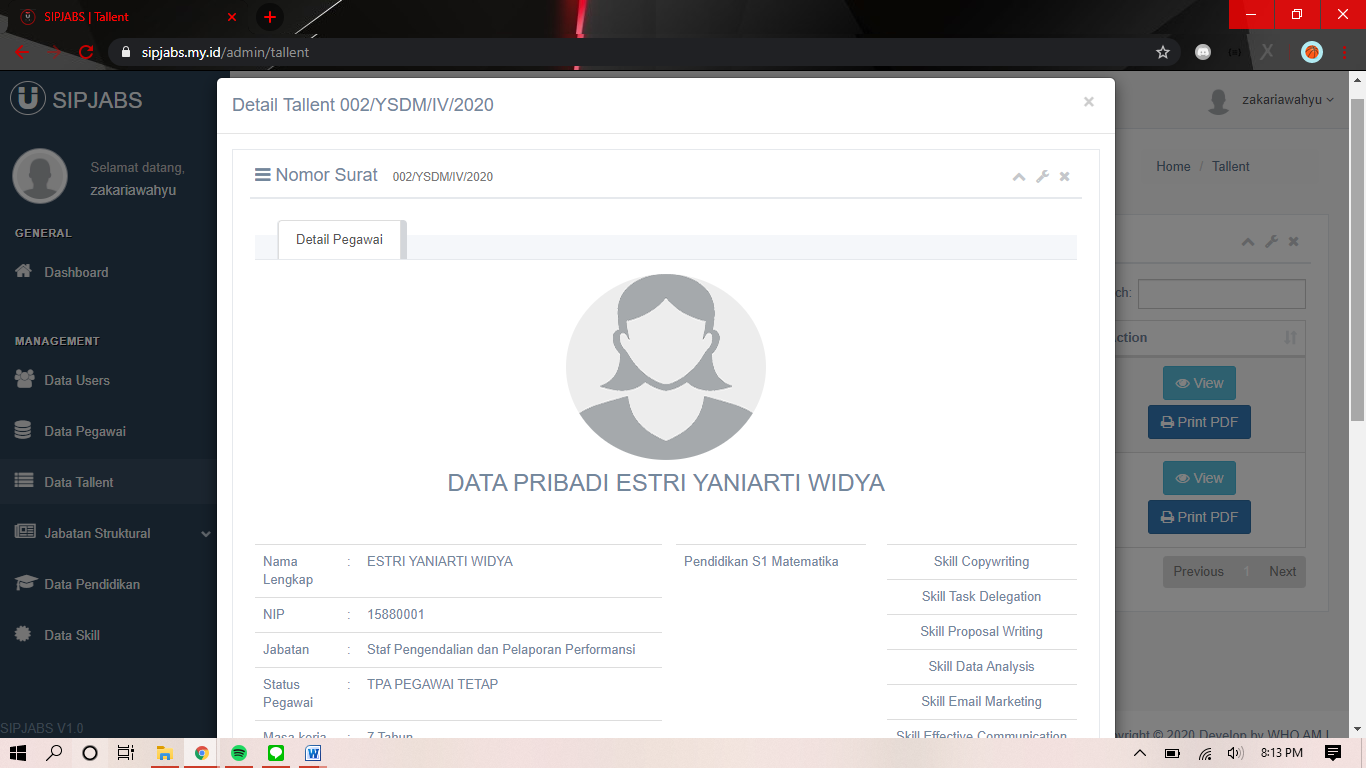 SIPJABS | Tallent
sipjabs.my.id/admin/tallent
SIPJABS
Selamat datang,
zakariawahyu
GENERAL
Dashboard
MANAGEMENT
Data Users
Data Pegawai
Data Tallent
Jabatan Struktural
Data Pendidikan
Data Skill
SIPJABS V1.0
Detail Tallent 002/YSDM/IV/2020
×
Nomor Surat 002/YSDM/IV/2020
Detail Pegawai
DATA PRIBADI ESTRI YANIARTI WIDYA
Nama Lengkap : ESTRI YANIARTI WIDYA
NIP : 15880001
Jabatan : Staf Pengendalian dan Pelaporan Performansi
Status Pegawai : TPA PEGAWAI TETAP
Masa kerja : 7 Tahun
Pendidikan S1 Matematika
Skill Copywriting
Skill Task Delegation
Skill Proposal Writing
Skill Data Analysis
Skill Email Marketing
Skill Effective Communication
zakariawahyu
Home / Tallent
ch:
ction
View
Print PDF
View
Print PDF
Previous 1 Next
yright © 2020 Develop by WHO AM I
8:13 PM